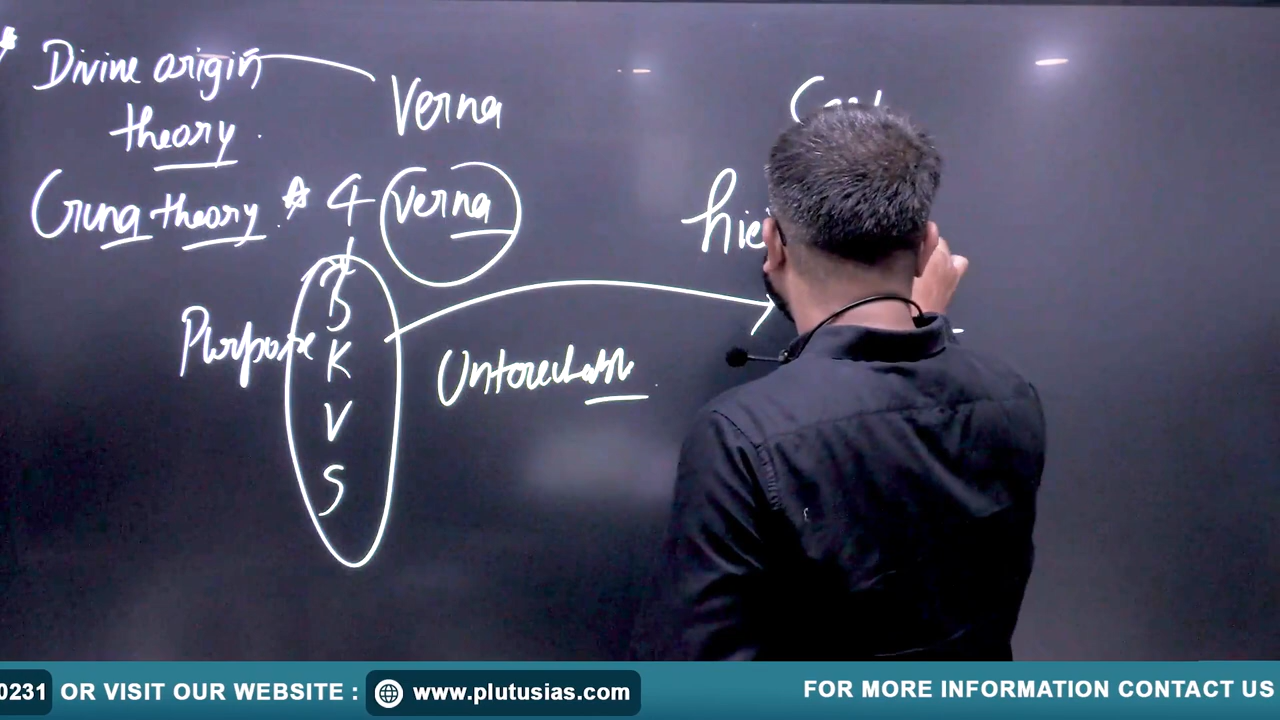 Divine origin
theory.
Verna
Guna theory.
4 Verna
hie
B
K
V
S
Purpose
Untouchable.
0231 OR VISIT OUR WEBSITE : www.plutusias.com FOR MORE INFORMATION CONTACT US